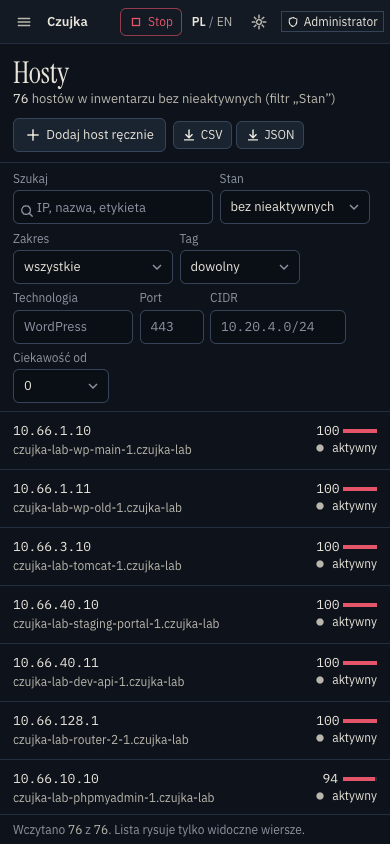 Czujka Stop PL / EN Administrator
Hosty
76 hostów w inwentarzu bez nieaktywnych (filtr „Stan”)
Dodaj host ręcznie CSV JSON
Szukaj Stan
IP, nazwa, etykieta bez nieaktywnych
Zakres Tag
wszystkie dowolny
Technologia Port CIDR
WordPress 443 10.20.4.0/24
Ciekawość od
0
10.66.1.10 100
czujka-lab-wp-main-1.czujka-lab aktywny
10.66.1.11 100
czujka-lab-wp-old-1.czujka-lab aktywny
10.66.3.10 100
czujka-lab-tomcat-1.czujka-lab aktywny
10.66.40.10 100
czujka-lab-staging-portal-1.czujka-lab aktywny
10.66.40.11 100
czujka-lab-dev-api-1.czujka-lab aktywny
10.66.128.1 100
czujka-lab-router-2-1.czujka-lab aktywny
10.66.10.10 94
czujka-lab-phpmyadmin-1.czujka-lab aktywny
Wczytano 76 z 76. Lista rysuje tylko widoczne wiersze.